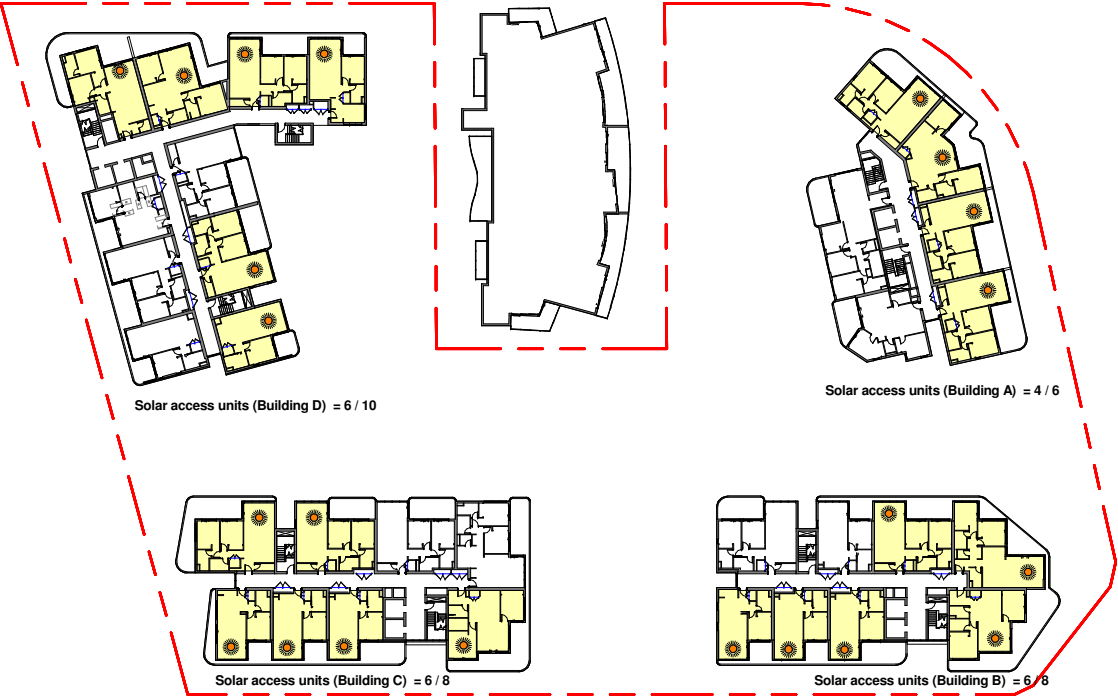 Solar access units (Building D) = 6 / 10
Solar access units (Building A) = 4 / 6
Solar access units (Building C) = 6 / 8
Solar access units (Building B) = 6 / 8